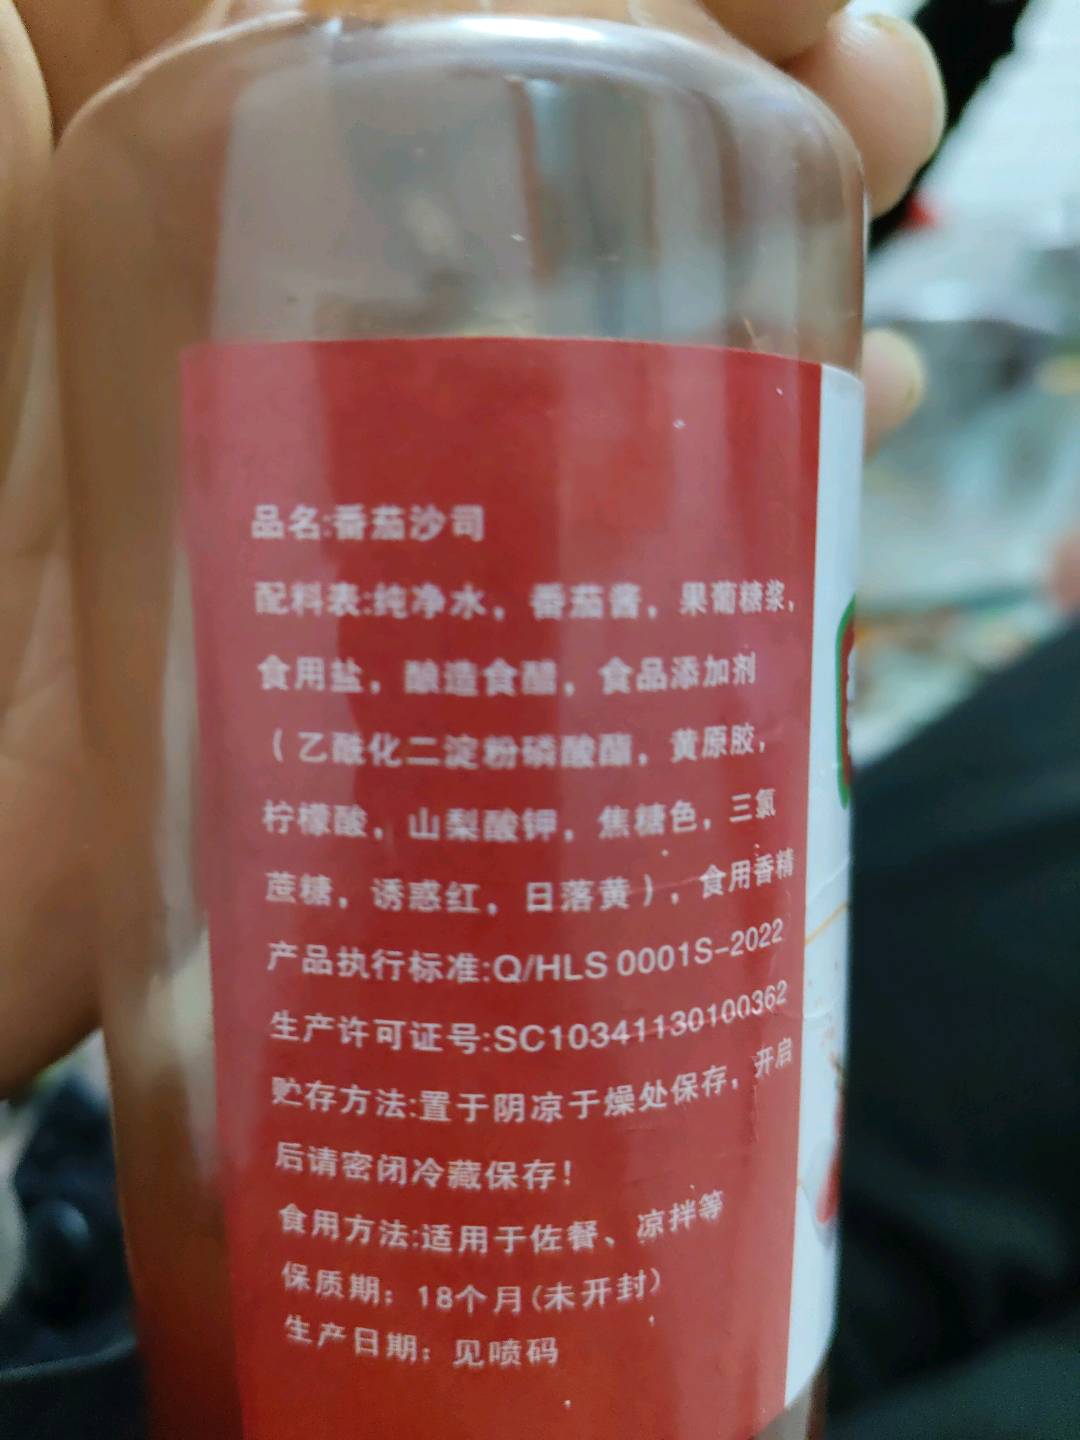 品名:番茄沙司
配料表:纯净水，番茄酱，果葡糖浆，
食用盐，酿造食醋，食品添加剂
（乙酰化二淀粉磷酸酯，黄原胶，
柠檬酸，山梨酸钾，焦糖色，三氯
蔗糖，诱惑红，日落黄），食用香精
产品执行标准:Q/HLS 0001S-2022
生产许可证号:SC10341130100362
贮存方法:置于阴凉干燥处保存，开启
后请密闭冷藏保存！
食用方法:适用于佐餐、凉拌等
保质期：18个月(未开封)
生产日期：见喷码